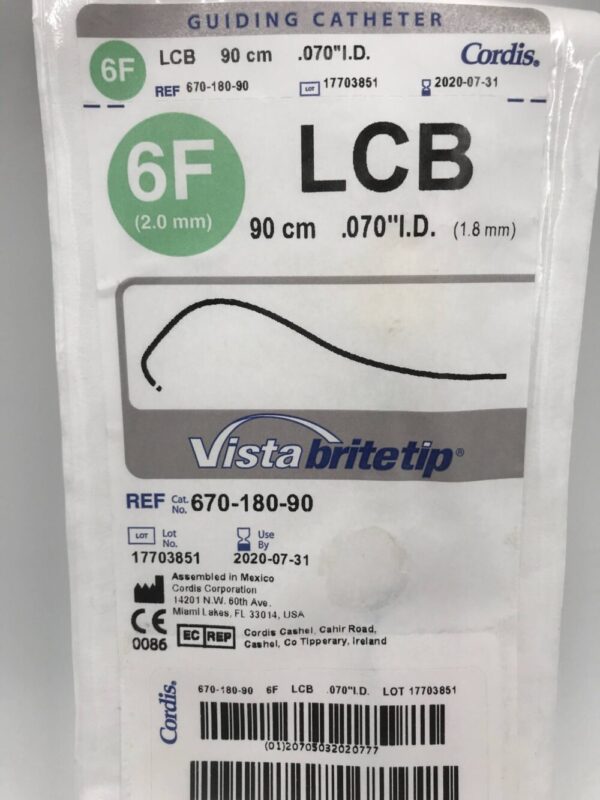 GUIDING CATHETER
6F LCB 90 cm .070"I.D. Cordis.
REF 670-180-90 LOT 17703851 2020-07-31
6F
(2.0 mm)
LCB
90 cm .070"I.D. (1.8 mm)
Vista britetip®
REF Cat. No. 670-180-90
LOT Lot No. Use By
17703851 2020-07-31
Assembled in Mexico
Cordis Corporation
14201 N.W. 60th Ave.
Miami Lakes, FL 33014, USA
CE
0086
EC REP Cordis Cashel, Cahir Road,
Cashel, Co Tipperary, Ireland
Cordis.
670-180-90 6F LCB .070"I.D. LOT 17703851
(01)20705032020777